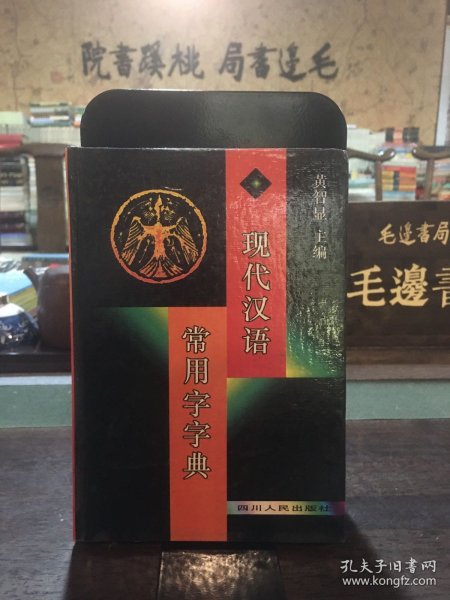 毛邊書局 桃蹊書院
黄智显 主编
现代汉语
常用字字典
四川人民出版社
毛邊書局
毛邊書
孔夫子旧书网
www.kongfz.com